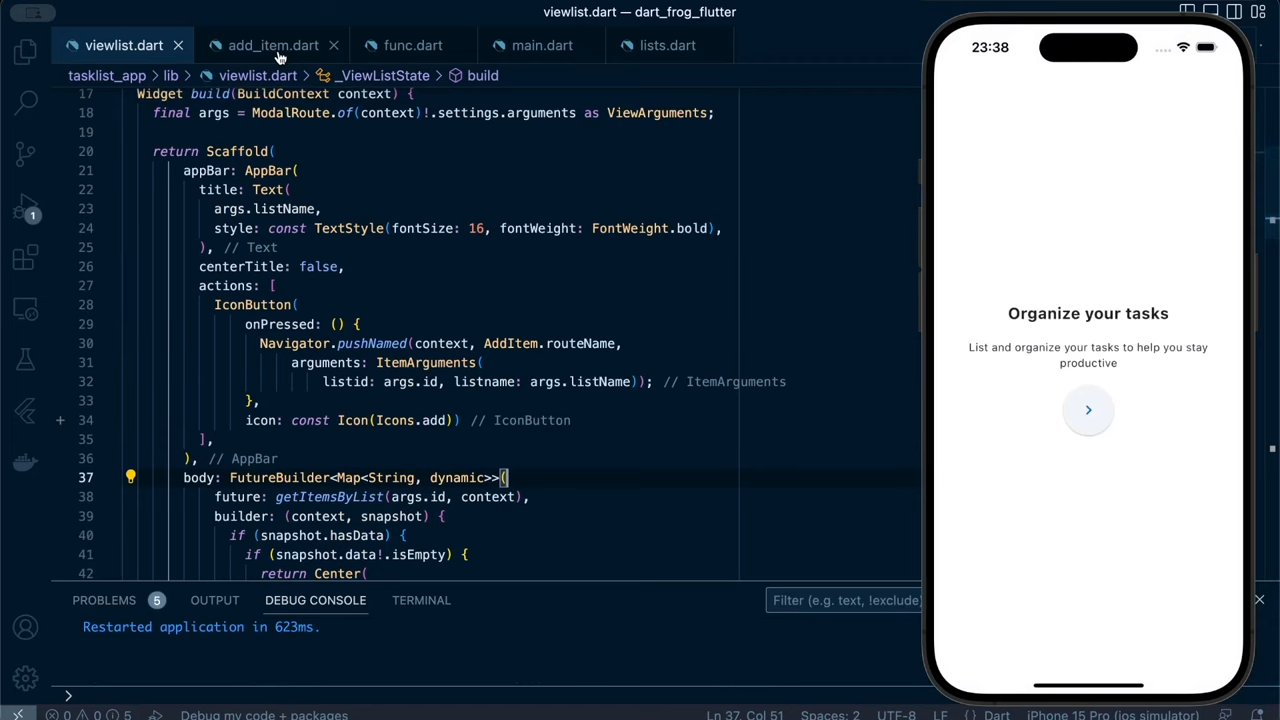 viewlist.dart — dart_frog_flutter
viewlist.dart
add_item.dart
func.dart
main.dart
lists.dart
tasklist_app > lib > viewlist.dart > _ViewListState > build
17 Widget build(BuildContext context) {
18 final args = ModalRoute.of(context)!.settings.arguments as ViewArguments;
19
20 return Scaffold(
21 appBar: AppBar(
22 title: Text(
23 args.listName,
24 style: const TextStyle(fontSize: 16, fontWeight: FontWeight.bold),
25 ), // Text
26 centerTitle: false,
27 actions: [
28 IconButton(
29 onPressed: () {
30 Navigator.pushNamed(context, AddItem.routeName,
31 arguments: ItemArguments(
32 listid: args.id, listname: args.listName)); // ItemArguments
33 },
34 icon: const Icon(Icons.add)) // IconButton
35 ],
36 ), // AppBar
37 body: FutureBuilder<Map<String, dynamic>>(
38 future: getItemsByList(args.id, context),
39 builder: (context, snapshot) {
40 if (snapshot.hasData) {
41 if (snapshot.data!.isEmpty) {
42 return Center(
1
PROBLEMS 5
OUTPUT
DEBUG CONSOLE
TERMINAL
Filter (e.g. text, !exclude)
Restarted application in 623ms.
0 0 5
Debug my code + packages
Ln 37, Col 51
Spaces: 2
UTF-8
LF
{ } Dart
iPhone 15 Pro (ios simulator)
23:38
Organize your tasks
List and organize your tasks to help you stay
productive